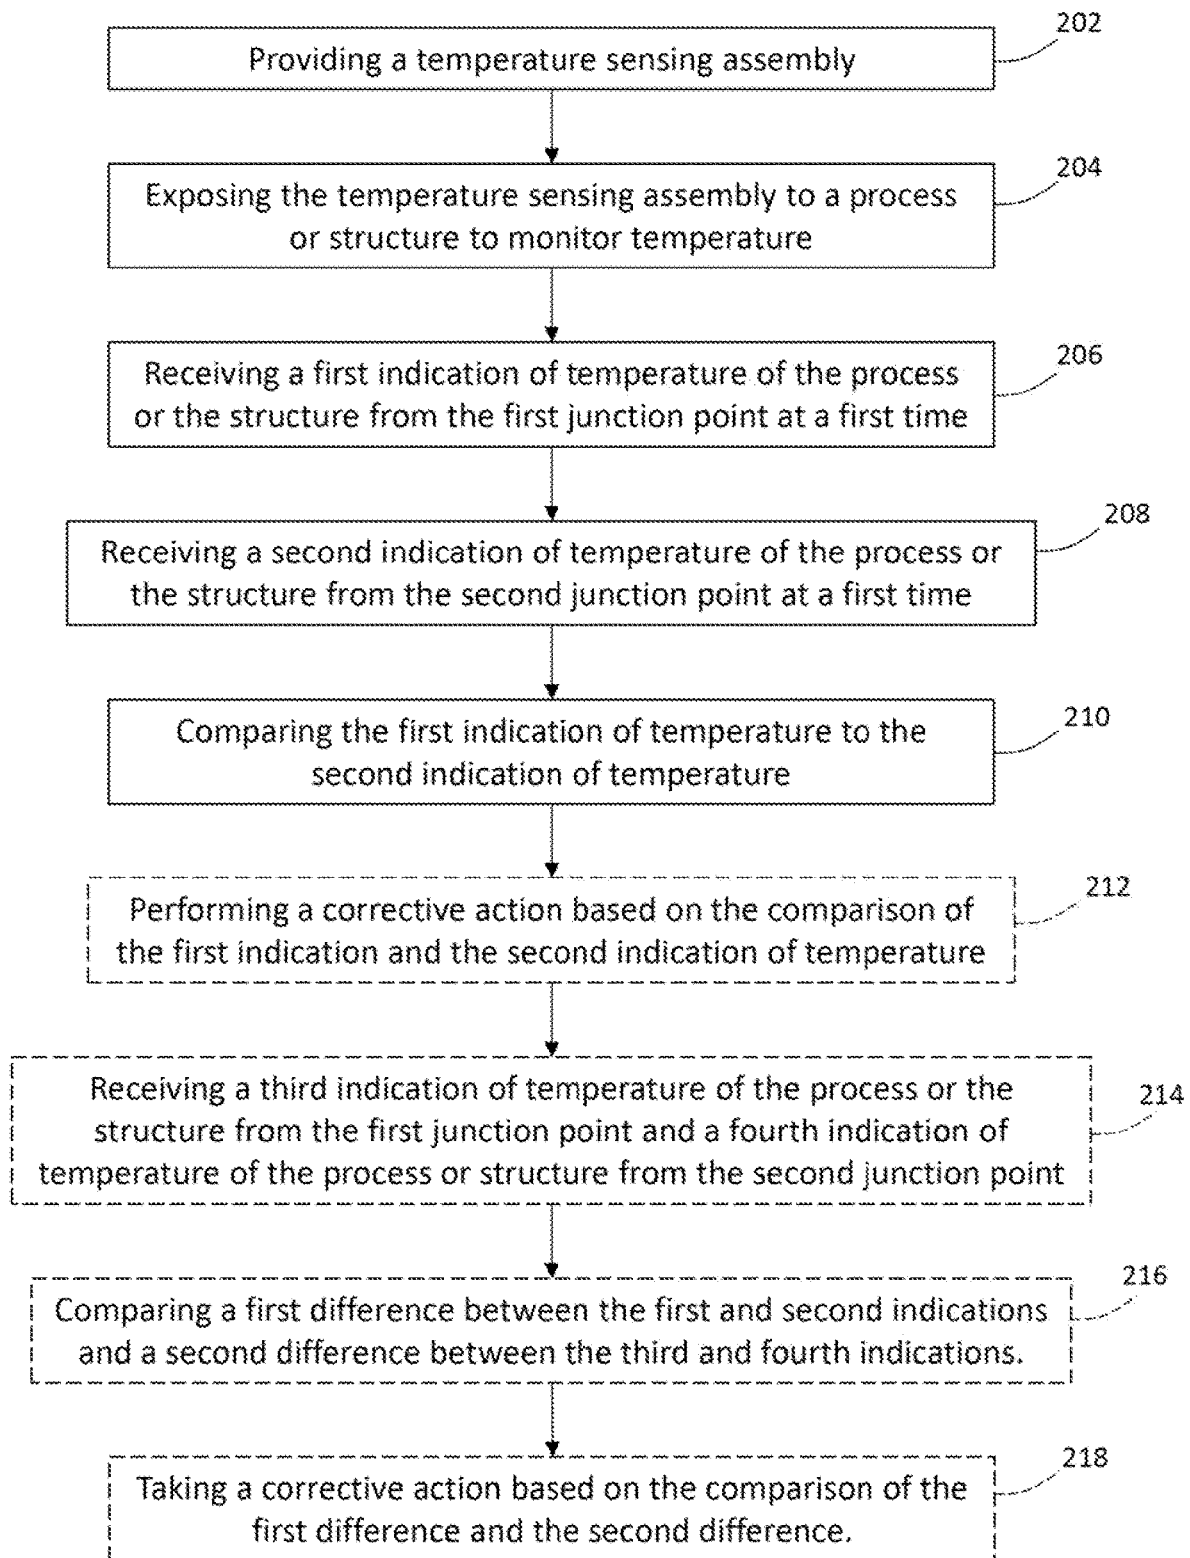 202
Providing a temperature sensing assembly
204
Exposing the temperature sensing assembly to a process
or structure to monitor temperature
206
Receiving a first indication of temperature of the process
or the structure from the first junction point at a first time
208
Receiving a second indication of temperature of the process or
the structure from the second junction point at a first time
210
Comparing the first indication of temperature to the
second indication of temperature
212
Performing a corrective action based on the comparison of
the first indication and the second indication of temperature
214
Receiving a third indication of temperature of the process or the
structure from the first junction point and a fourth indication of
temperature of the process or structure from the second junction point
216
Comparing a first difference between the first and second indications
and a second difference between the third and fourth indications.
218
Taking a corrective action based on the comparison of the
first difference and the second difference.